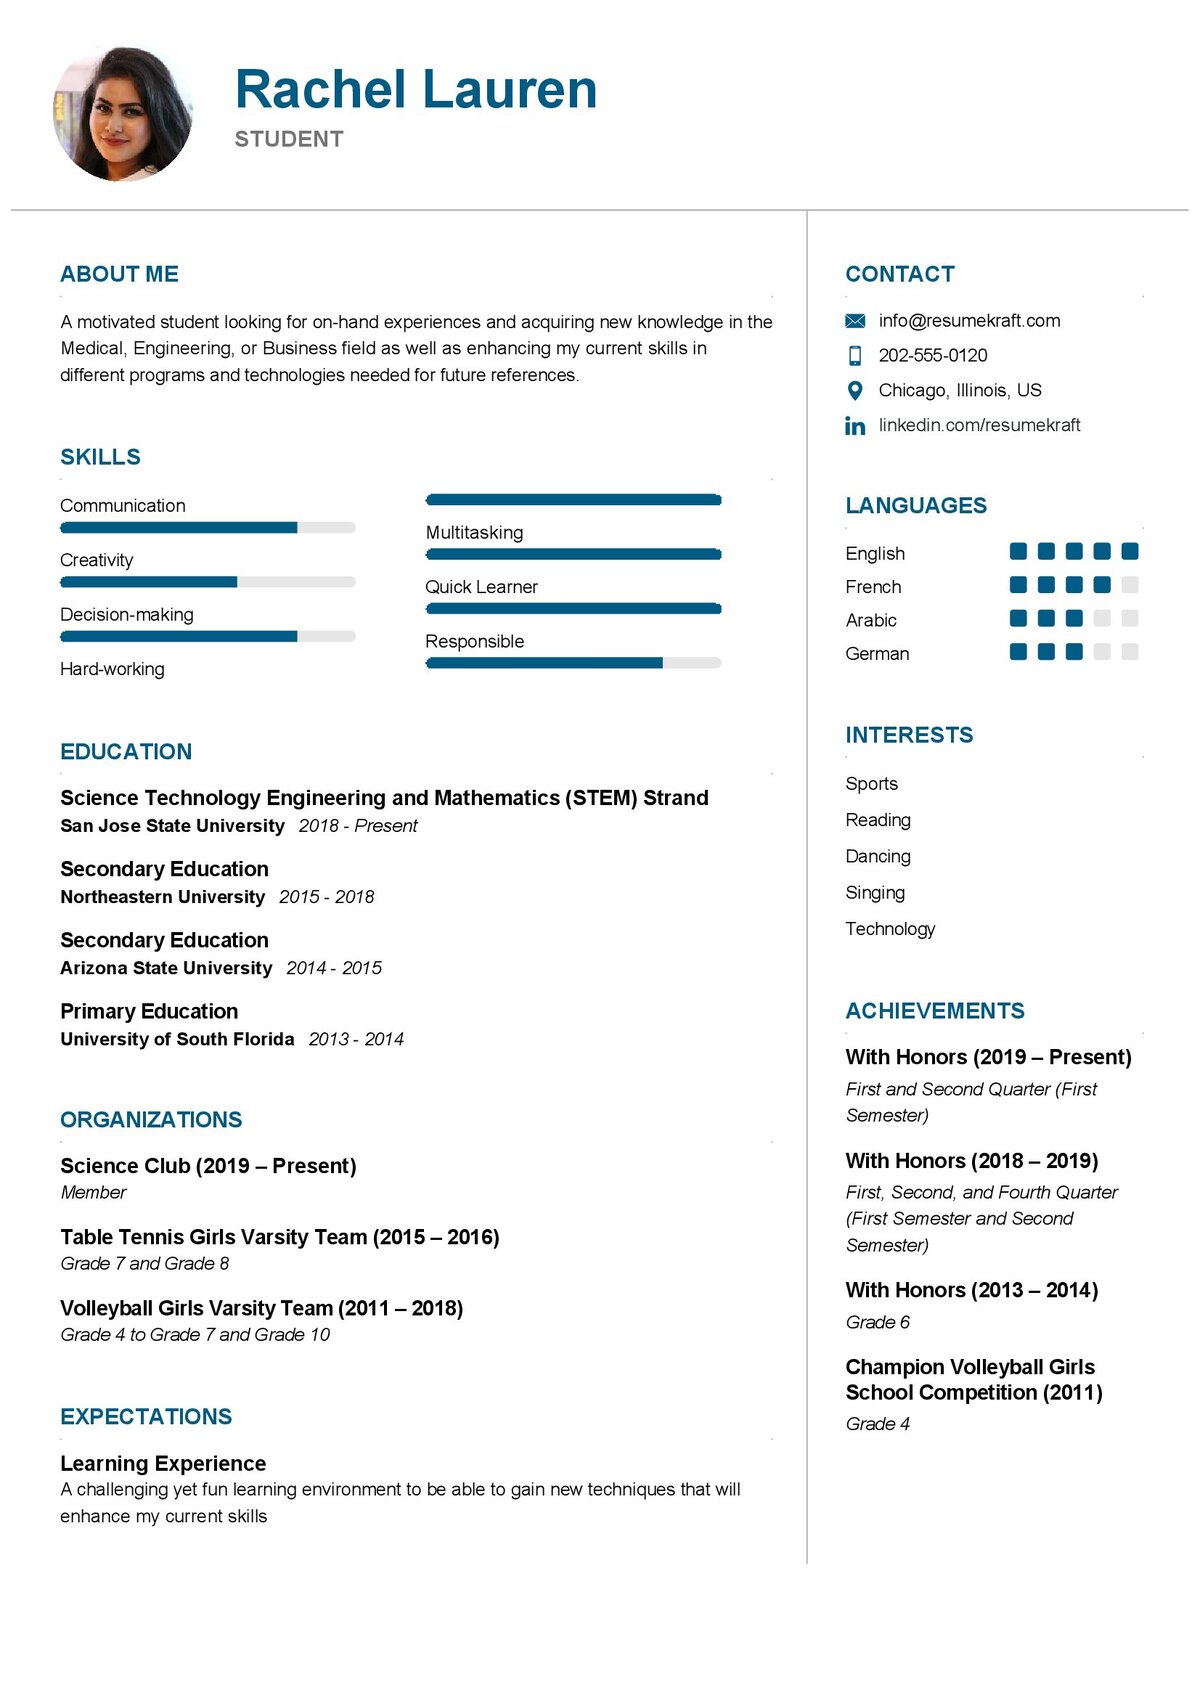 Rachel Lauren
STUDENT
ABOUT ME
A motivated student looking for on-hand experiences and acquiring new knowledge in the
Medical, Engineering, or Business field as well as enhancing my current skills in
different programs and technologies needed for future references.
SKILLS
Communication
Creativity
Decision-making
Hard-working
Multitasking
Quick Learner
Responsible
EDUCATION
Science Technology Engineering and Mathematics (STEM) Strand
San Jose State University 2018 - Present
Secondary Education
Northeastern University 2015 - 2018
Secondary Education
Arizona State University 2014 - 2015
Primary Education
University of South Florida 2013 - 2014
ORGANIZATIONS
Science Club (2019 – Present)
Member
Table Tennis Girls Varsity Team (2015 – 2016)
Grade 7 and Grade 8
Volleyball Girls Varsity Team (2011 – 2018)
Grade 4 to Grade 7 and Grade 10
EXPECTATIONS
Learning Experience
A challenging yet fun learning environment to be able to gain new techniques that will
enhance my current skills
CONTACT
info@resumekraft.com
202-555-0120
Chicago, Illinois, US
linkedin.com/resumekraft
LANGUAGES
English
French
Arabic
German
INTERESTS
Sports
Reading
Dancing
Singing
Technology
ACHIEVEMENTS
With Honors (2019 – Present)
First and Second Quarter (First
Semester)
With Honors (2018 – 2019)
First, Second, and Fourth Quarter
(First Semester and Second
Semester)
With Honors (2013 – 2014)
Grade 6
Champion Volleyball Girls
School Competition (2011)
Grade 4